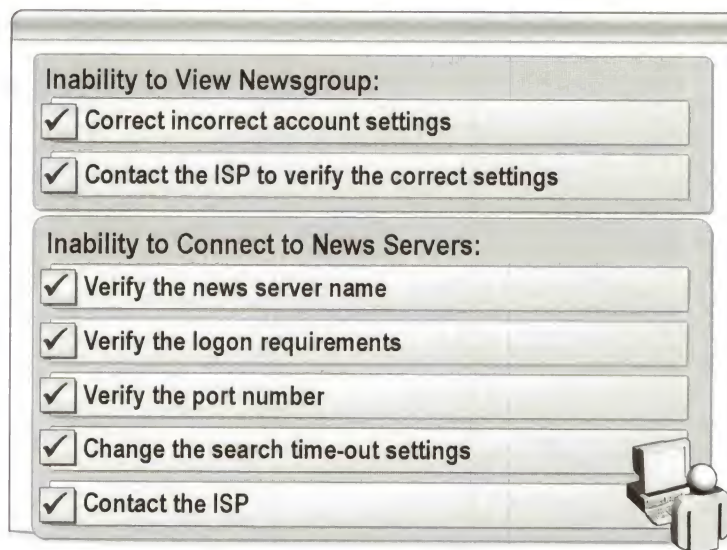 Inability to View Newsgroup:
Correct incorrect account settings
Contact the ISP to verify the correct settings
Inability to Connect to News Servers:
Verify the news server name
Verify the logon requirements
Verify the port number
Change the search time-out settings
Contact the ISP